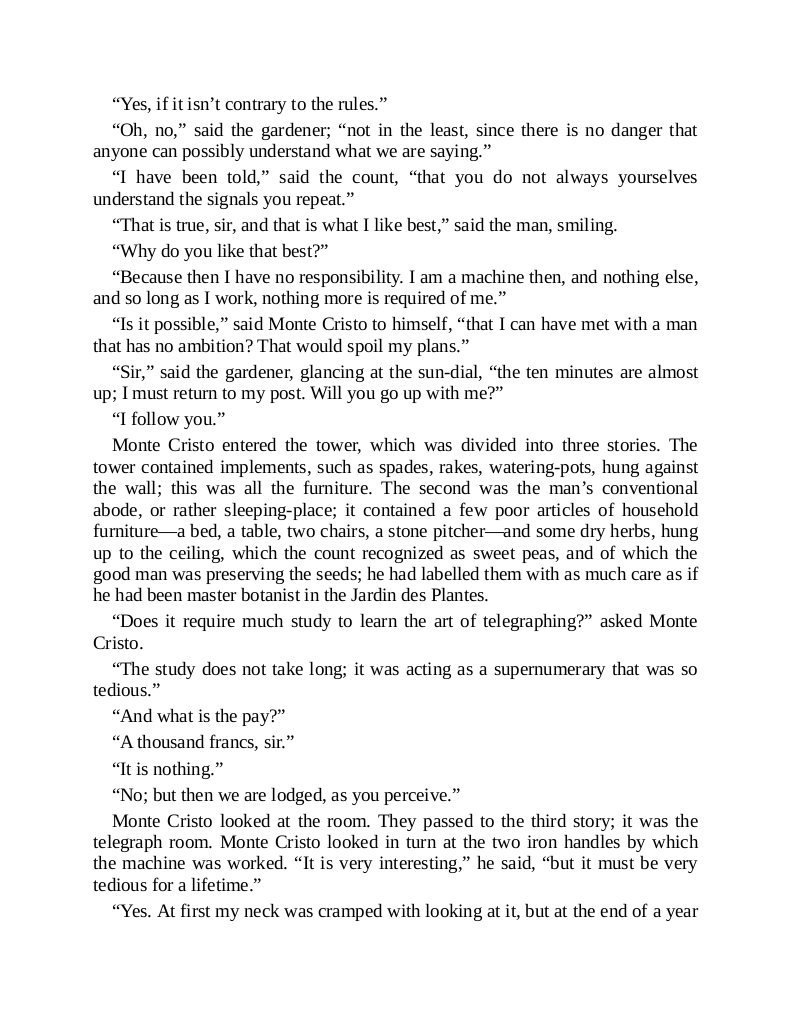 “Yes, if it isn’t contrary to the rules.”
“Oh, no,” said the gardener; “not in the least, since there is no danger that
anyone can possibly understand what we are saying.”
“I have been told,” said the count, “that you do not always yourselves
understand the signals you repeat.”
“That is true, sir, and that is what I like best,” said the man, smiling.
“Why do you like that best?”
“Because then I have no responsibility. I am a machine then, and nothing else,
and so long as I work, nothing more is required of me.”
“Is it possible,” said Monte Cristo to himself, “that I can have met with a man
that has no ambition? That would spoil my plans.”
“Sir,” said the gardener, glancing at the sun-dial, “the ten minutes are almost
up; I must return to my post. Will you go up with me?”
“I follow you.”
Monte Cristo entered the tower, which was divided into three stories. The
tower contained implements, such as spades, rakes, watering-pots, hung against
the wall; this was all the furniture. The second was the man’s conventional
abode, or rather sleeping-place; it contained a few poor articles of household
furniture—a bed, a table, two chairs, a stone pitcher—and some dry herbs, hung
up to the ceiling, which the count recognized as sweet peas, and of which the
good man was preserving the seeds; he had labelled them with as much care as if
he had been master botanist in the Jardin des Plantes.
“Does it require much study to learn the art of telegraphing?” asked Monte
Cristo.
“The study does not take long; it was acting as a supernumerary that was so
tedious.”
“And what is the pay?”
“A thousand francs, sir.”
“It is nothing.”
“No; but then we are lodged, as you perceive.”
Monte Cristo looked at the room. They passed to the third story; it was the
telegraph room. Monte Cristo looked in turn at the two iron handles by which
the machine was worked. “It is very interesting,” he said, “but it must be very
tedious for a lifetime.”
“Yes. At first my neck was cramped with looking at it, but at the end of a year